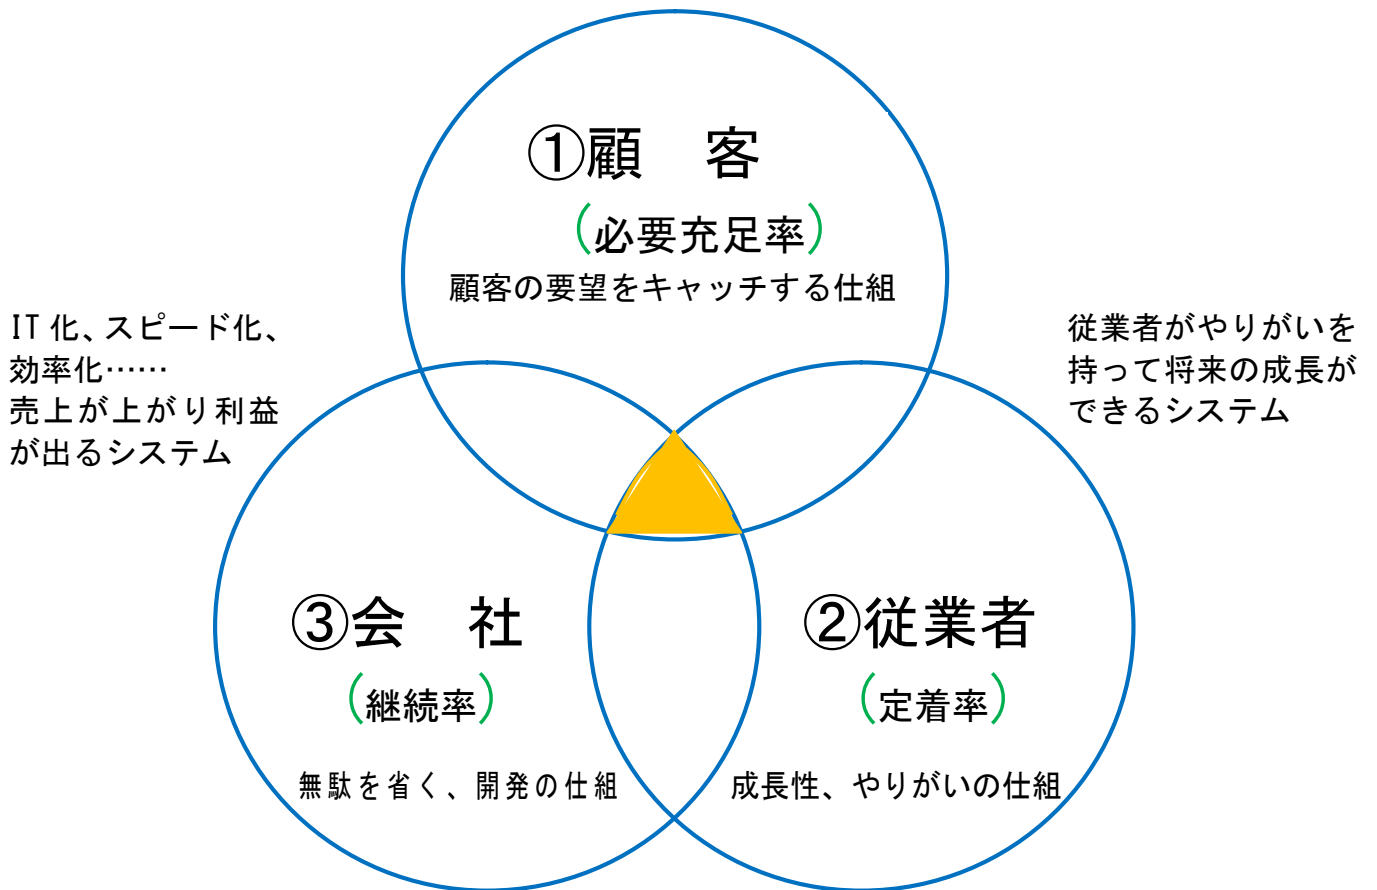 ①顧　客
(必要充足率)
顧客の要望をキャッチする仕組
IT化、スピード化、
効率化……
売上が上がり利益
が出るシステム
従業者がやりがいを
持って将来の成長が
できるシステム
③会　社
(継続率)
無駄を省く、開発の仕組
②従業者
(定着率)
成長性、やりがいの仕組